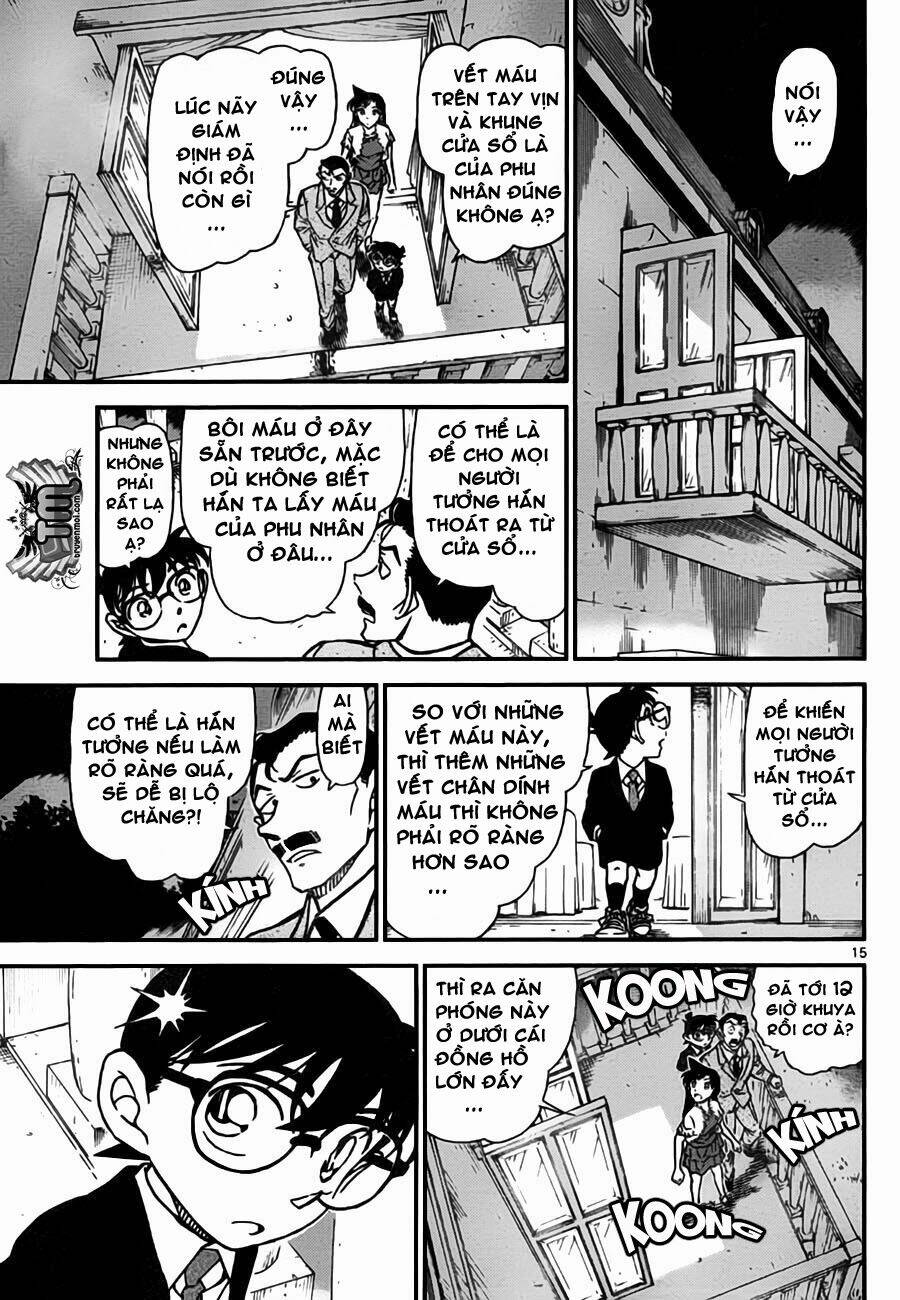 NÓI
VẬY
...
VẾT MÁU
TRÊN TAY VỊN
VÀ KHUNG
CỬA SỔ LÀ
CỦA PHU
NHÂN ĐÚNG
KHÔNG Ạ?
ĐÚNG
VẬY
...
LÚC NÃY
GIÁM
ĐỊNH ĐÃ
NÓI RỒI
CÒN GÌ
...
CÓ THỂ LÀ
ĐỂ CHO MỌI
NGƯỜI
TƯỞNG HẮN
THOÁT RA TỪ
CỬA SỔ...
BÔI MÁU Ở ĐÂY
SẴN TRƯỚC, MẶC
DÙ KHÔNG BIẾT
HẮN TA LẤY MÁU
CỦA PHU NHÂN
Ở ĐÂU...
NHƯNG
KHÔNG
PHẢI
RẤT LẠ
SAO
Ạ?
TM
truyenmoi.com
ĐỂ KHIẾN
MỌI NGƯỜI
TƯỞNG
HẮN THOÁT
TỪ CỬA
SỔ...
SO VỚI NHỮNG
VẾT MÁU NÀY,
THÌ THÊM NHỮNG
VẾT CHÂN DÍNH
MÁU THÌ KHÔNG
PHẢI RÕ RÀNG
HƠN SAO
...
AI
MÀ
BIẾT
CÓ THỂ LÀ HẮN
TƯỞNG NẾU LÀM
RÕ RÀNG QUÁ,
SẼ DỄ BỊ LỘ
CHĂNG?!
KÍNH
15
ĐÃ TỚI 12
GIỜ KHUYA
RỒI CƠ À?
KOONG
THÌ RA CĂN
PHÒNG NÀY
Ở DƯỚI CÁI
ĐỒNG HỒ
LỚN ĐẤY
...
KÍNH
KOONG